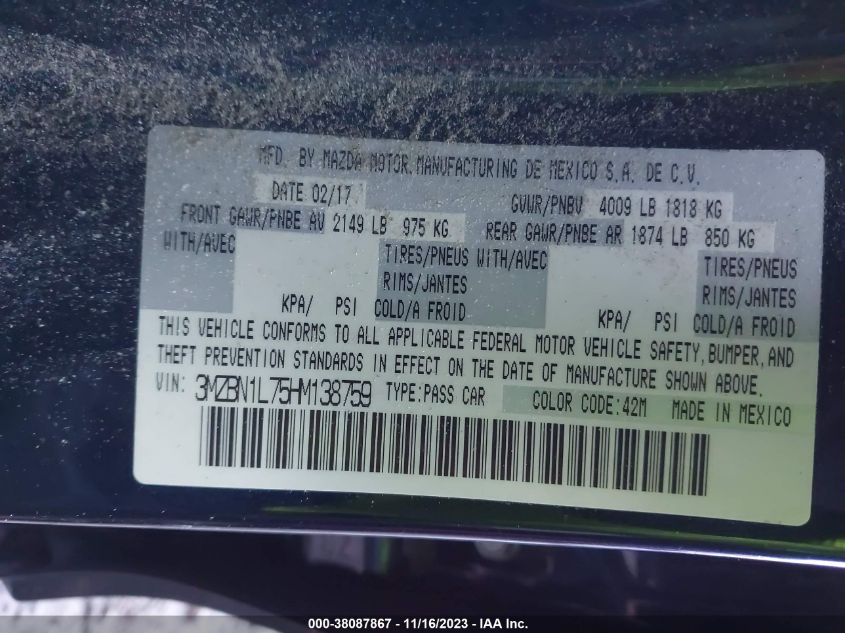 MFD. BY MAZDA MOTOR MANUFACTURING DE MEXICO S.A. DE C.V.
DATE 02/17 GVWR/PNBV 4009 LB 1818 KG
FRONT GAWR/PNBE AV 2149 LB 975 KG REAR GAWR/PNBE AR 1874 LB 850 KG
WITH/AVEC TIRES/PNEUS WITH/AVEC TIRES/PNEUS
RIMS/JANTES RIMS/JANTES
KPA/ PSI COLD/A FROID KPA/ PSI COLD/A FROID
THIS VEHICLE CONFORMS TO ALL APPLICABLE FEDERAL MOTOR VEHICLE SAFETY, BUMPER, AND
THEFT PREVENTION STANDARDS IN EFFECT ON THE DATE OF MANUFACTURE SHOWN ABOVE.
VIN: 3MZBN1L75HM138759 TYPE:PASS CAR COLOR CODE:42M MADE IN MEXICO
000-38087867 - 11/16/2023 - IAA Inc.